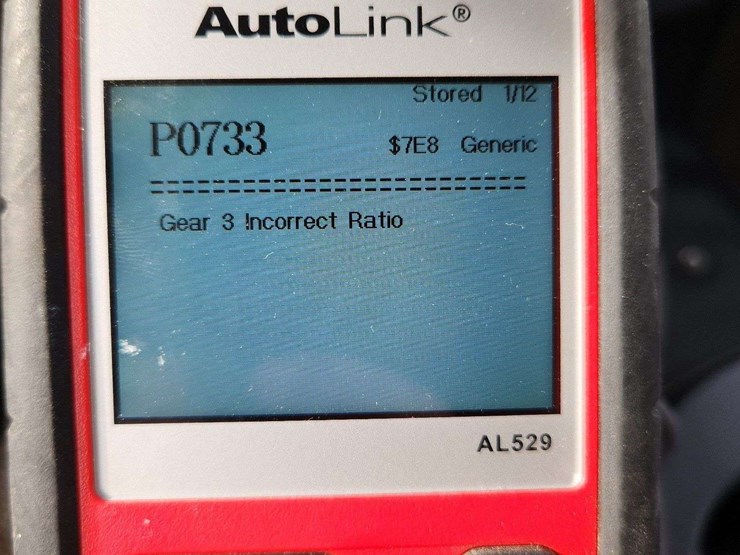 AutoLink®
Stored 1/12
P0733 $7E8 Generic
==============================
Gear 3 Incorrect Ratio
AL529